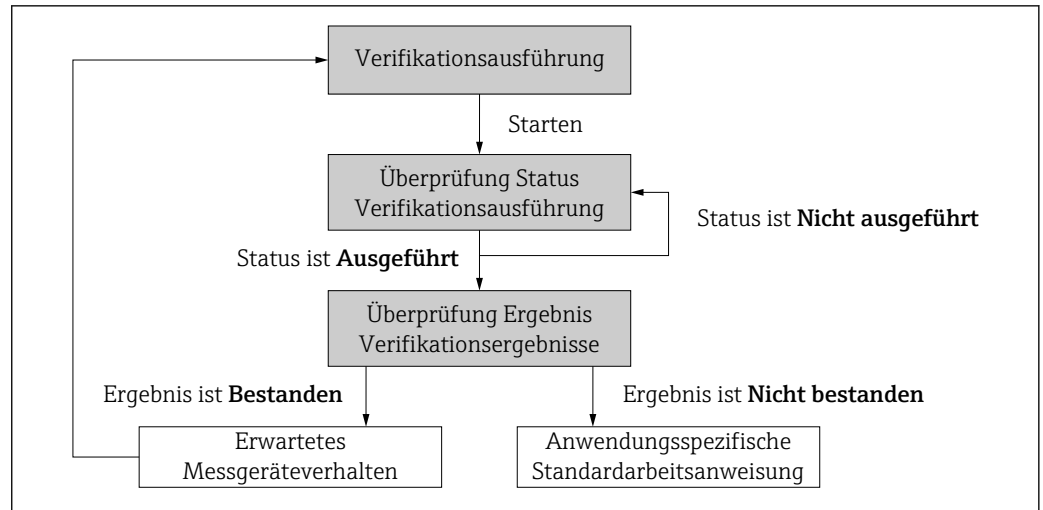 Verifikationsausführung
Starten
Überprüfung Status
Verifikationsausführung
Status ist Nicht ausgeführt
Status ist Ausgeführt
Überprüfung Ergebnis
Verifikationsergebnisse
Ergebnis ist Bestanden
Ergebnis ist Nicht bestanden
Erwartetes
Messgeräteverhalten
Anwendungsspezifische
Standardarbeitsanweisung